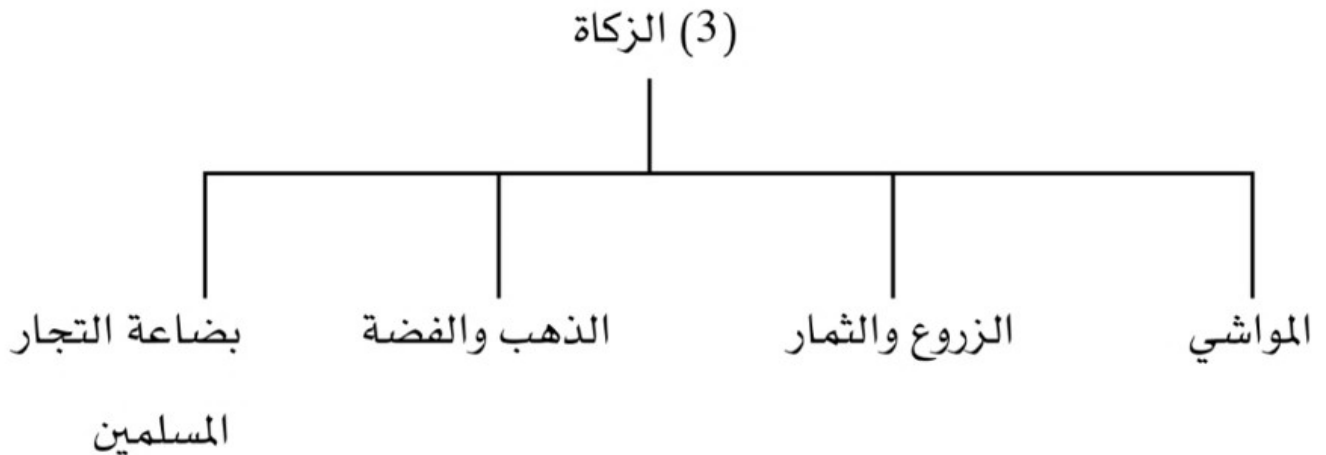 (3) الزكاة
المواشي
الزروع والثمار
الذهب والفضة
بضاعة التجار
المسلمين